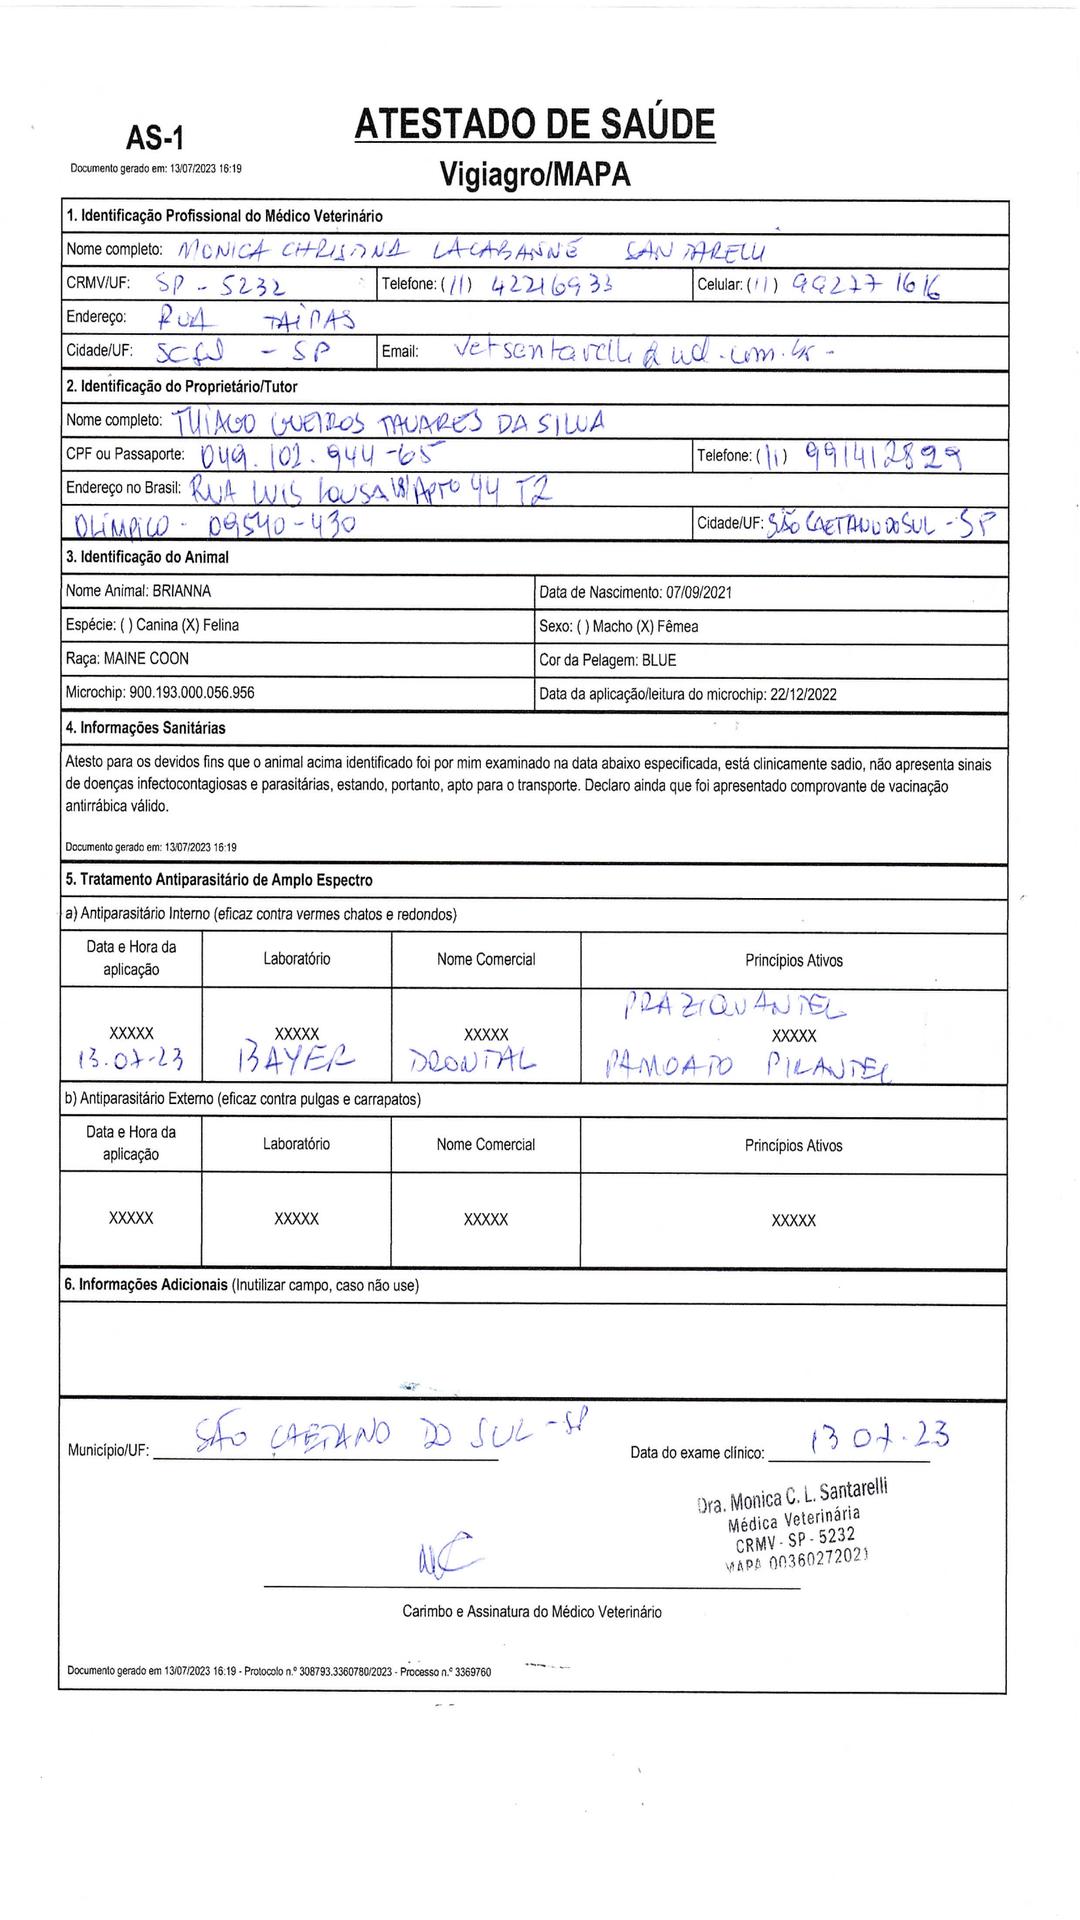 AS-1
Documento gerado em: 13/07/2023 16:19
ATESTADO DE SAÚDE
Vigiagro/MAPA
1. Identificação Profissional do Médico Veterinário
Nome completo: MONICA CHRISTINA LACABANNE SANTARELLI
CRMV/UF: SP - 5232 Telefone: (11) 42216933 Celular: (11) 99277 1616
Endereço: RUA TAIPAS
Cidade/UF: SCSul - SP Email: vetsantarelli@uol.com.br
2. Identificação do Proprietário/Tutor
Nome completo: THIAGO QUEIROS TAVARES DA SILVA
CPF ou Passaporte: 049.102.944-65 Telefone: (11) 991412829
Endereço no Brasil: RUA LUIS LOUSA 181 APTO 44 T2
OLÍMPICO - 09540-430 Cidade/UF: SÃO CAETANO DO SUL - SP
3. Identificação do Animal
Nome Animal: BRIANNA Data de Nascimento: 07/09/2021
Espécie: ( ) Canina (X) Felina Sexo: ( ) Macho (X) Fêmea
Raça: MAINE COON Cor da Pelagem: BLUE
Microchip: 900.193.000.056.956 Data da aplicação/leitura do microchip: 22/12/2022
4. Informações Sanitárias
Atesto para os devidos fins que o animal acima identificado foi por mim examinado na data abaixo especificada, está clinicamente sadio, não apresenta sinais
de doenças infectocontagiosas e parasitárias, estando, portanto, apto para o transporte. Declaro ainda que foi apresentado comprovante de vacinação
antirrábica válido.
Documento gerado em: 13/07/2023 16:19
5. Tratamento Antiparasitário de Amplo Espectro
a) Antiparasitário Interno (eficaz contra vermes chatos e redondos)
Data e Hora da
aplicação Laboratório Nome Comercial Princípios Ativos
PRAZIQUANTEL
XXXXX XXXXX XXXXX XXXXX
13.07-23 BAYER DRONTAL PAMOATO PIRANTEL
b) Antiparasitário Externo (eficaz contra pulgas e carrapatos)
Data e Hora da
aplicação Laboratório Nome Comercial Princípios Ativos
XXXXX XXXXX XXXXX XXXXX
6. Informações Adicionais (Inutilizar campo, caso não use)
Município/UF: SÃO CAETANO DO SUL - SP Data do exame clínico: 13 07.23
Dra. Monica C. L. Santarelli
Médica Veterinária
CRMV - SP - 5232
MAPA 00360272021
Carimbo e Assinatura do Médico Veterinário
Documento gerado em 13/07/2023 16:19 - Protocolo n.º 308793.3360780/2023 - Processo n.º 3369760